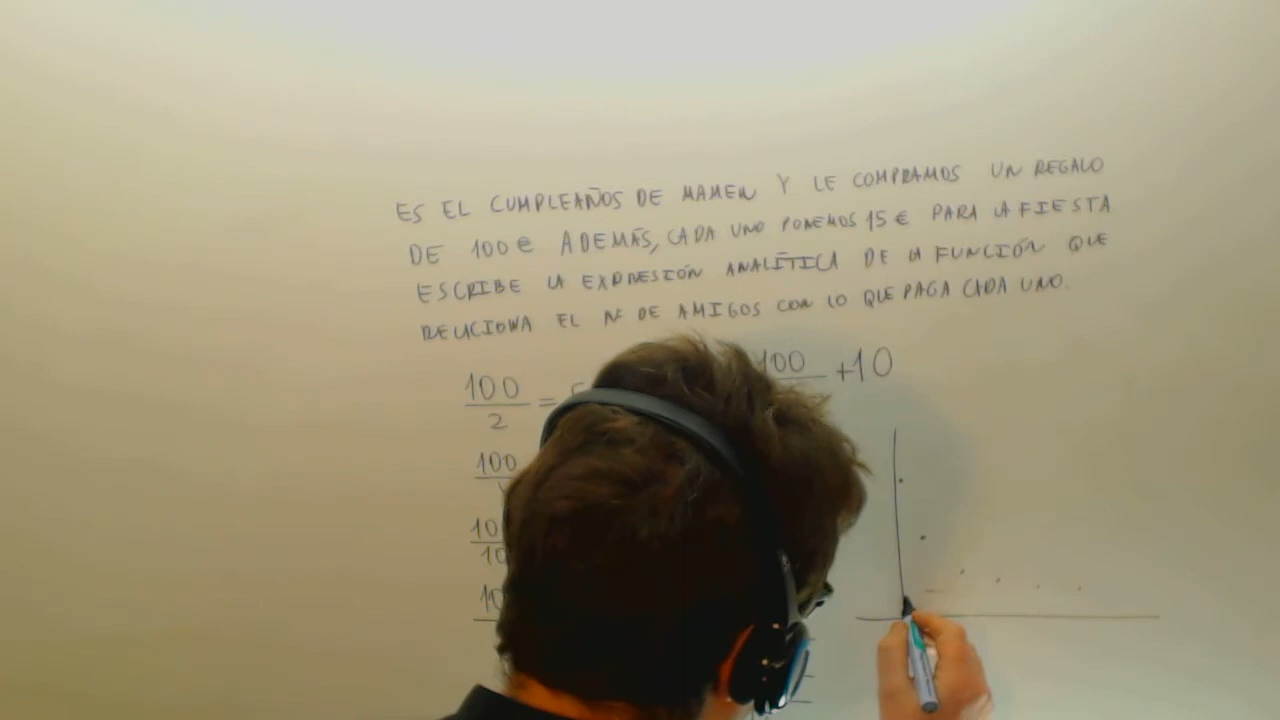 ES EL CUMPLEAÑOS DE MAMEN Y LE COMPRAMOS UN REGALO
DE 100€ ADEMÁS, CADA UNO PONEMOS 15€ PARA LA FIESTA.
ESCRIBE LA EXPRESIÓN ANALÍTICA DE LA FUNCIÓN QUE
RELACIONA EL Nº DE AMIGOS CON LO QUE PAGA CADA UNO.
100/2 =
100 +10
100
10/10
10